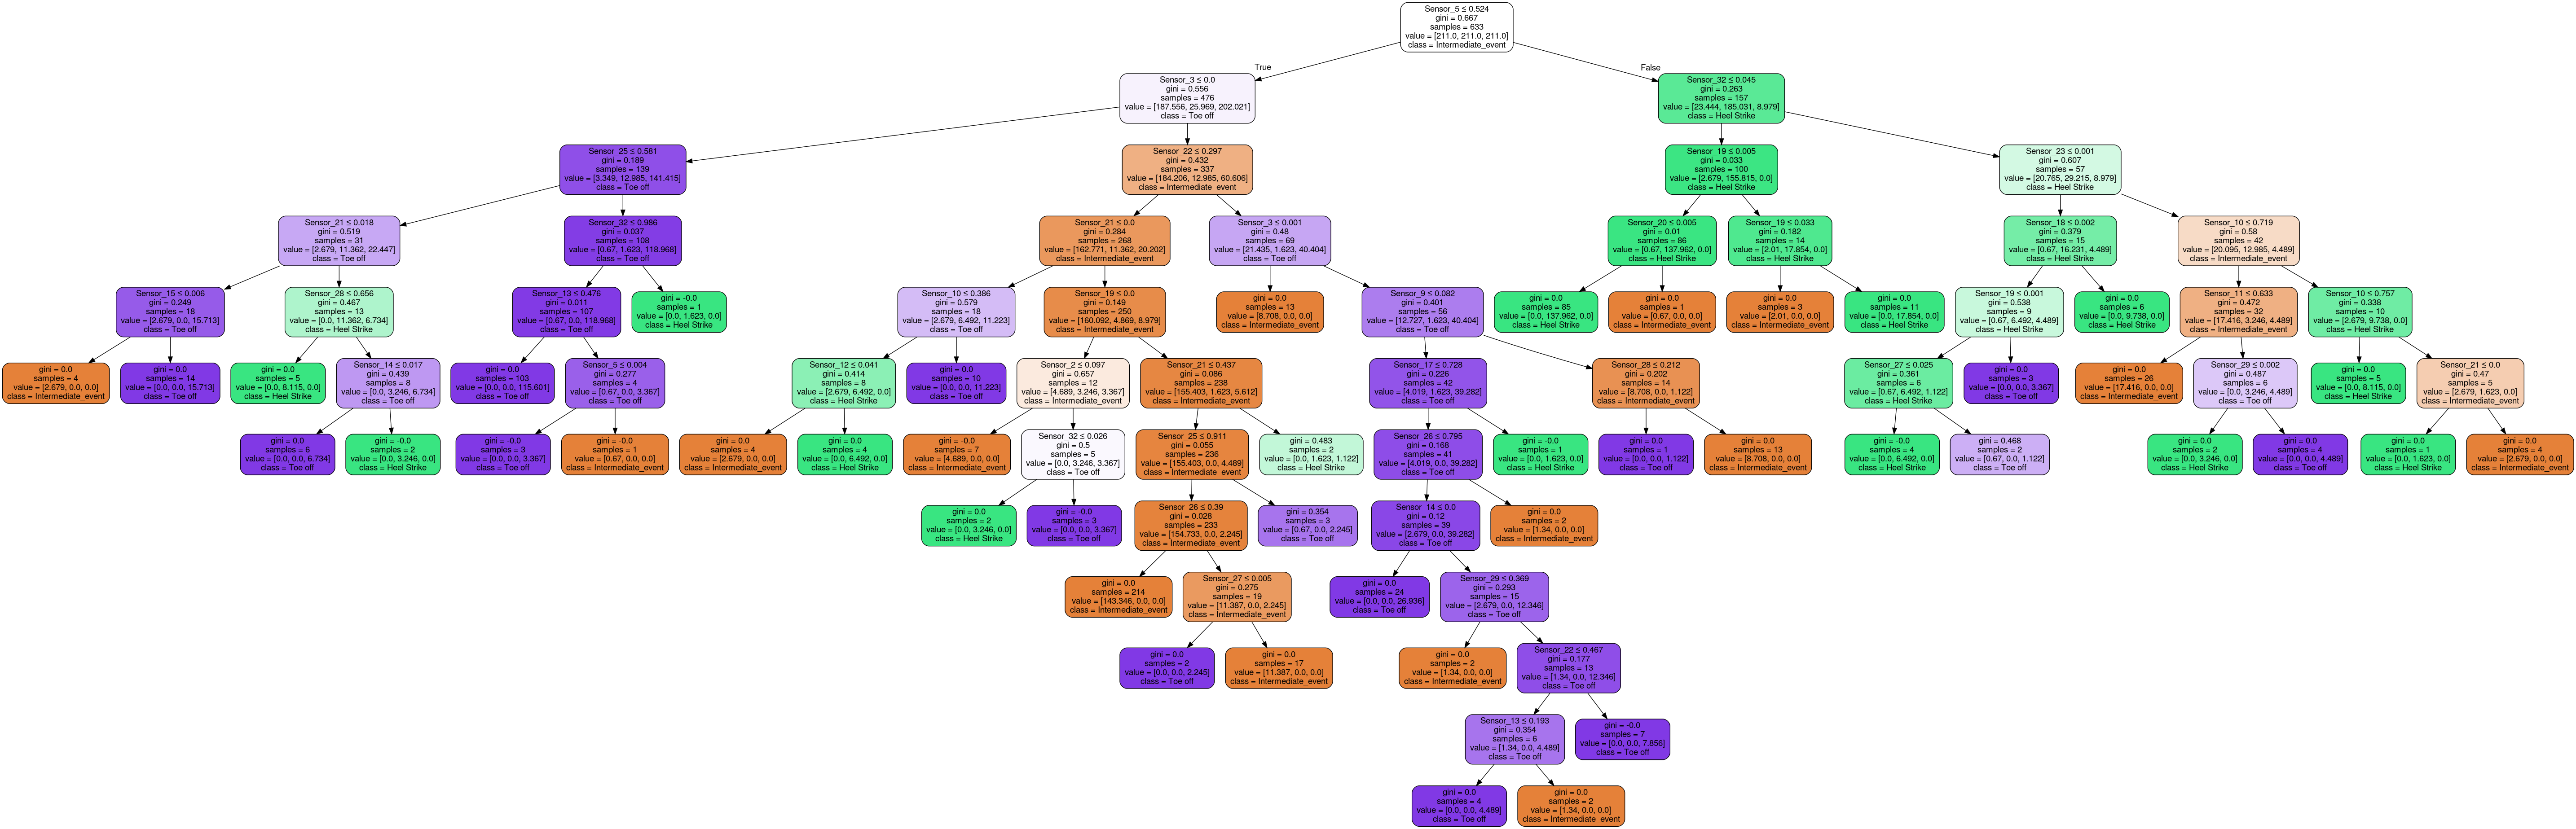 Sensor_5 ≤ 0.524
gini = 0.667
samples = 633
value = [211.0, 211.0, 211.0]
class = Intermediate_event
True
False
Sensor_3 ≤ 0.0
gini = 0.556
samples = 476
value = [187.556, 25.969, 202.021]
class = Toe off
Sensor_32 ≤ 0.045
gini = 0.263
samples = 157
value = [23.444, 185.031, 8.979]
class = Heel Strike
Sensor_25 ≤ 0.581
gini = 0.189
samples = 139
value = [3.349, 12.985, 141.415]
class = Toe off
Sensor_22 ≤ 0.297
gini = 0.432
samples = 337
value = [184.206, 12.985, 60.606]
class = Intermediate_event
Sensor_19 ≤ 0.005
gini = 0.033
samples = 100
value = [2.679, 155.815, 0.0]
class = Heel Strike
Sensor_23 ≤ 0.001
gini = 0.607
samples = 57
value = [20.765, 29.215, 8.979]
class = Heel Strike
Sensor_21 ≤ 0.018
gini = 0.519
samples = 31
value = [2.679, 11.362, 22.447]
class = Toe off
Sensor_32 ≤ 0.986
gini = 0.037
samples = 108
value = [0.67, 1.623, 118.968]
class = Toe off
Sensor_21 ≤ 0.0
gini = 0.284
samples = 268
value = [162.771, 11.362, 20.202]
class = Intermediate_event
Sensor_3 ≤ 0.001
gini = 0.48
samples = 69
value = [21.435, 1.623, 40.404]
class = Toe off
Sensor_20 ≤ 0.005
gini = 0.01
samples = 86
value = [0.67, 137.962, 0.0]
class = Heel Strike
Sensor_19 ≤ 0.033
gini = 0.182
samples = 14
value = [2.01, 17.854, 0.0]
class = Heel Strike
Sensor_18 ≤ 0.002
gini = 0.379
samples = 15
value = [0.67, 16.231, 4.489]
class = Heel Strike
Sensor_10 ≤ 0.719
gini = 0.58
samples = 42
value = [20.095, 12.985, 4.489]
class = Intermediate_event
Sensor_15 ≤ 0.006
gini = 0.249
samples = 18
value = [2.679, 0.0, 15.713]
class = Toe off
Sensor_28 ≤ 0.656
gini = 0.467
samples = 13
value = [0.0, 11.362, 6.734]
class = Heel Strike
Sensor_13 ≤ 0.476
gini = 0.011
samples = 107
value = [0.67, 0.0, 118.968]
class = Toe off
gini = -0.0
samples = 1
value = [0.0, 1.623, 0.0]
class = Heel Strike
Sensor_10 ≤ 0.386
gini = 0.579
samples = 18
value = [2.679, 6.492, 11.223]
class = Toe off
Sensor_19 ≤ 0.0
gini = 0.149
samples = 250
value = [160.092, 4.869, 8.979]
class = Intermediate_event
gini = 0.0
samples = 13
value = [8.708, 0.0, 0.0]
class = Intermediate_event
Sensor_9 ≤ 0.082
gini = 0.401
samples = 56
value = [12.727, 1.623, 40.404]
class = Toe off
gini = 0.0
samples = 85
value = [0.0, 137.962, 0.0]
class = Heel Strike
gini = 0.0
samples = 1
value = [0.67, 0.0, 0.0]
class = Intermediate_event
gini = 0.0
samples = 3
value = [2.01, 0.0, 0.0]
class = Intermediate_event
gini = 0.0
samples = 11
value = [0.0, 17.854, 0.0]
class = Heel Strike
Sensor_19 ≤ 0.001
gini = 0.538
samples = 9
value = [0.67, 6.492, 4.489]
class = Heel Strike
gini = 0.0
samples = 6
value = [0.0, 9.738, 0.0]
class = Heel Strike
Sensor_11 ≤ 0.633
gini = 0.472
samples = 32
value = [17.416, 3.246, 4.489]
class = Intermediate_event
Sensor_10 ≤ 0.757
gini = 0.338
samples = 10
value = [2.679, 9.738, 0.0]
class = Heel Strike
gini = 0.0
samples = 4
value = [2.679, 0.0, 0.0]
class = Intermediate_event
gini = 0.0
samples = 14
value = [0.0, 0.0, 15.713]
class = Toe off
gini = 0.0
samples = 5
value = [0.0, 8.115, 0.0]
class = Heel Strike
Sensor_14 ≤ 0.017
gini = 0.439
samples = 8
value = [0.0, 3.246, 6.734]
class = Toe off
gini = 0.0
samples = 103
value = [0.0, 0.0, 115.601]
class = Toe off
Sensor_5 ≤ 0.004
gini = 0.277
samples = 4
value = [0.67, 0.0, 3.367]
class = Toe off
Sensor_12 ≤ 0.041
gini = 0.414
samples = 8
value = [2.679, 6.492, 0.0]
class = Heel Strike
gini = 0.0
samples = 10
value = [0.0, 0.0, 11.223]
class = Toe off
Sensor_2 ≤ 0.097
gini = 0.657
samples = 12
value = [4.689, 3.246, 3.367]
class = Intermediate_event
Sensor_21 ≤ 0.437
gini = 0.086
samples = 238
value = [155.403, 1.623, 5.612]
class = Intermediate_event
Sensor_17 ≤ 0.728
gini = 0.226
samples = 42
value = [4.019, 1.623, 39.282]
class = Toe off
Sensor_28 ≤ 0.212
gini = 0.202
samples = 14
value = [8.708, 0.0, 1.122]
class = Intermediate_event
Sensor_27 ≤ 0.025
gini = 0.361
samples = 6
value = [0.67, 6.492, 1.122]
class = Heel Strike
gini = 0.0
samples = 3
value = [0.0, 0.0, 3.367]
class = Toe off
gini = 0.0
samples = 26
value = [17.416, 0.0, 0.0]
class = Intermediate_event
Sensor_29 ≤ 0.002
gini = 0.487
samples = 6
value = [0.0, 3.246, 4.489]
class = Toe off
gini = 0.0
samples = 5
value = [0.0, 8.115, 0.0]
class = Heel Strike
Sensor_21 ≤ 0.0
gini = 0.47
samples = 5
value = [2.679, 1.623, 0.0]
class = Intermediate_event
gini = 0.0
samples = 6
value = [0.0, 0.0, 6.734]
class = Toe off
gini = -0.0
samples = 2
value = [0.0, 3.246, 0.0]
class = Heel Strike
gini = -0.0
samples = 3
value = [0.0, 0.0, 3.367]
class = Toe off
gini = -0.0
samples = 1
value = [0.67, 0.0, 0.0]
class = Intermediate_event
gini = 0.0
samples = 4
value = [2.679, 0.0, 0.0]
class = Intermediate_event
gini = 0.0
samples = 4
value = [0.0, 6.492, 0.0]
class = Heel Strike
gini = -0.0
samples = 7
value = [4.689, 0.0, 0.0]
class = Intermediate_event
Sensor_32 ≤ 0.026
gini = 0.5
samples = 5
value = [0.0, 3.246, 3.367]
class = Toe off
Sensor_25 ≤ 0.911
gini = 0.055
samples = 236
value = [155.403, 0.0, 4.489]
class = Intermediate_event
gini = 0.483
samples = 2
value = [0.0, 1.623, 1.122]
class = Heel Strike
Sensor_26 ≤ 0.795
gini = 0.168
samples = 41
value = [4.019, 0.0, 39.282]
class = Toe off
gini = -0.0
samples = 1
value = [0.0, 1.623, 0.0]
class = Heel Strike
gini = 0.0
samples = 1
value = [0.0, 0.0, 1.122]
class = Toe off
gini = 0.0
samples = 13
value = [8.708, 0.0, 0.0]
class = Intermediate_event
gini = -0.0
samples = 4
value = [0.0, 6.492, 0.0]
class = Heel Strike
gini = 0.468
samples = 2
value = [0.67, 0.0, 1.122]
class = Toe off
gini = 0.0
samples = 2
value = [0.0, 3.246, 0.0]
class = Heel Strike
gini = 0.0
samples = 4
value = [0.0, 0.0, 4.489]
class = Toe off
gini = 0.0
samples = 1
value = [0.0, 1.623, 0.0]
class = Heel Strike
gini = 0.0
samples = 4
value = [2.679, 0.0, 0.0]
class = Intermediate_event
gini = 0.0
samples = 2
value = [0.0, 3.246, 0.0]
class = Heel Strike
gini = -0.0
samples = 3
value = [0.0, 0.0, 3.367]
class = Toe off
Sensor_26 ≤ 0.39
gini = 0.028
samples = 233
value = [154.733, 0.0, 2.245]
class = Intermediate_event
gini = 0.354
samples = 3
value = [0.67, 0.0, 2.245]
class = Toe off
Sensor_14 ≤ 0.0
gini = 0.12
samples = 39
value = [2.679, 0.0, 39.282]
class = Toe off
gini = 0.0
samples = 2
value = [1.34, 0.0, 0.0]
class = Intermediate_event
gini = 0.0
samples = 214
value = [143.346, 0.0, 0.0]
class = Intermediate_event
Sensor_27 ≤ 0.005
gini = 0.275
samples = 19
value = [11.387, 0.0, 2.245]
class = Intermediate_event
gini = 0.0
samples = 24
value = [0.0, 0.0, 26.936]
class = Toe off
Sensor_29 ≤ 0.369
gini = 0.293
samples = 15
value = [2.679, 0.0, 12.346]
class = Toe off
gini = 0.0
samples = 2
value = [0.0, 0.0, 2.245]
class = Toe off
gini = 0.0
samples = 17
value = [11.387, 0.0, 0.0]
class = Intermediate_event
gini = 0.0
samples = 2
value = [1.34, 0.0, 0.0]
class = Intermediate_event
Sensor_22 ≤ 0.467
gini = 0.177
samples = 13
value = [1.34, 0.0, 12.346]
class = Toe off
Sensor_13 ≤ 0.193
gini = 0.354
samples = 6
value = [1.34, 0.0, 4.489]
class = Toe off
gini = -0.0
samples = 7
value = [0.0, 0.0, 7.856]
class = Toe off
gini = 0.0
samples = 4
value = [0.0, 0.0, 4.489]
class = Toe off
gini = 0.0
samples = 2
value = [1.34, 0.0, 0.0]
class = Intermediate_event